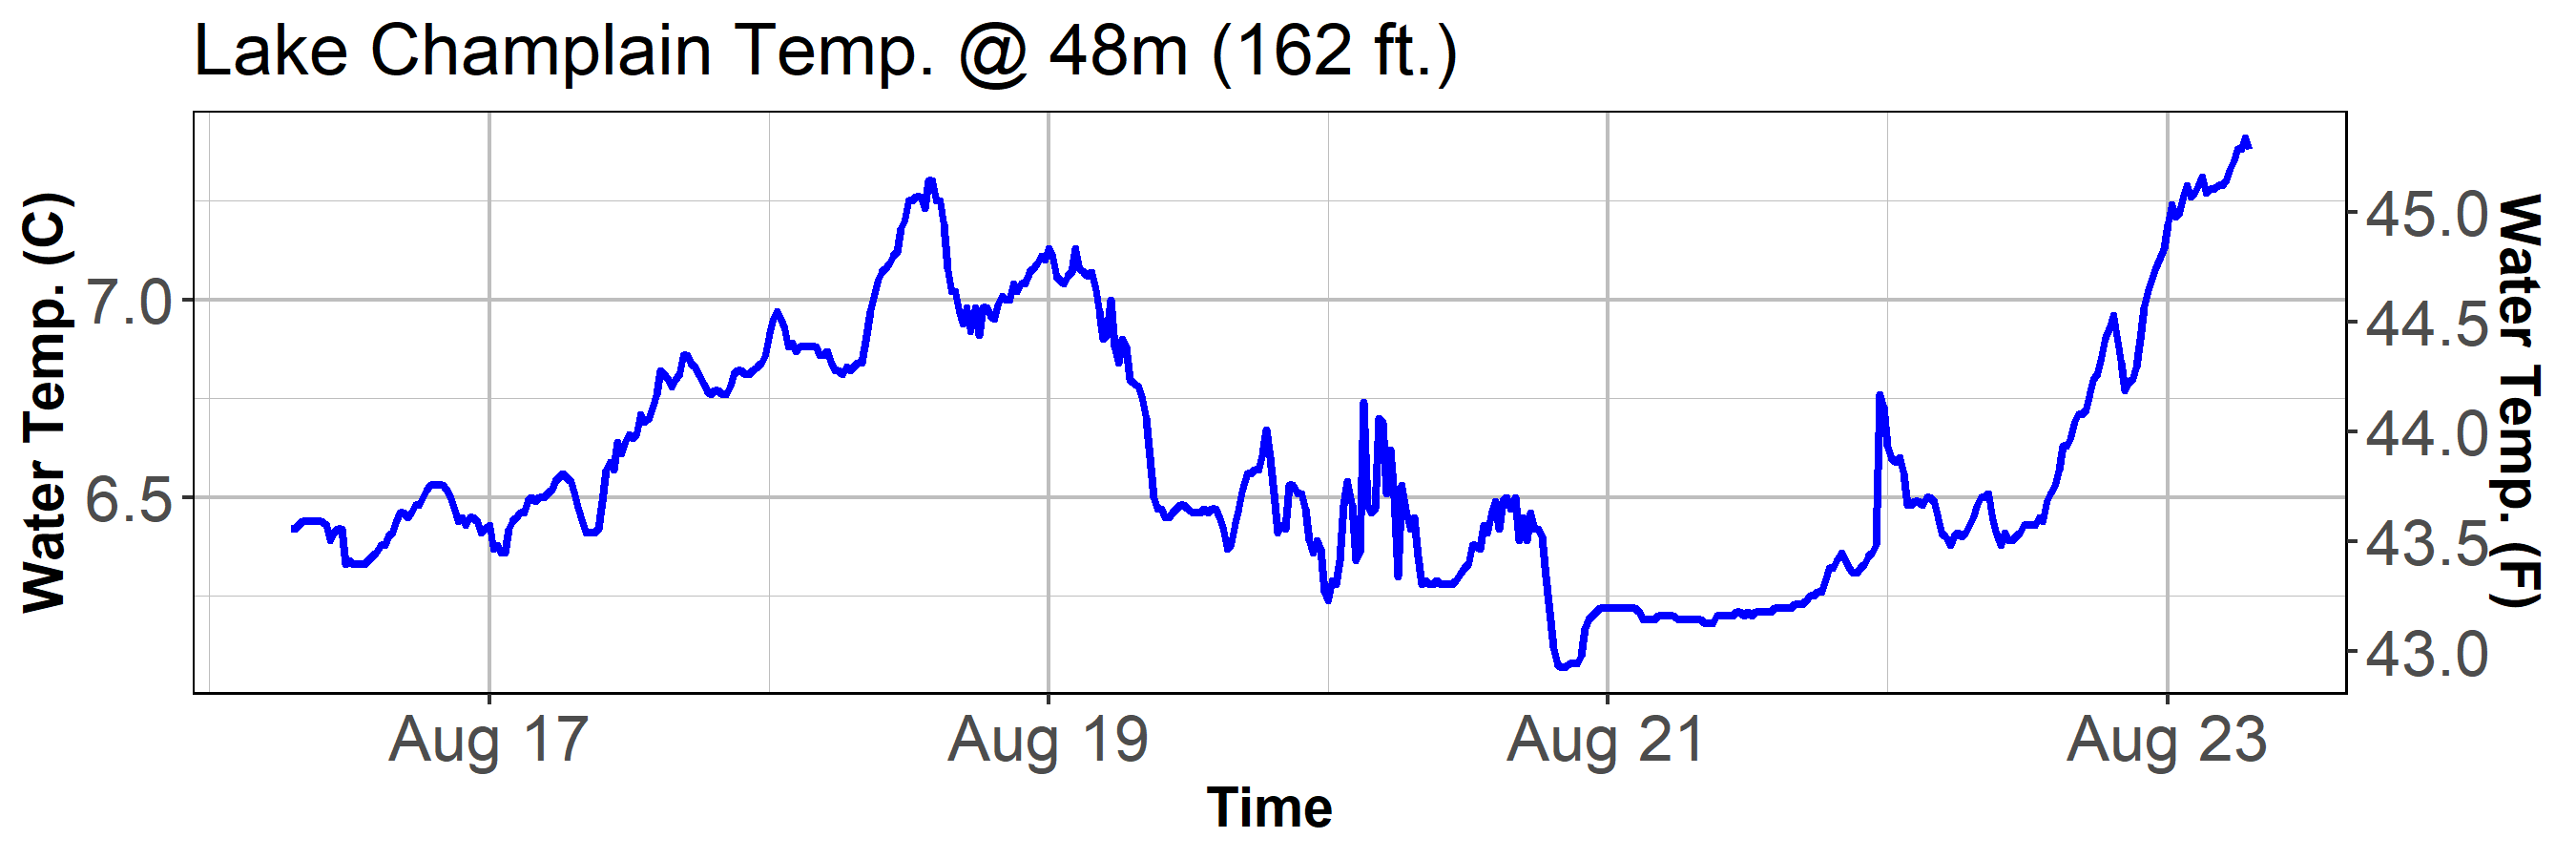 Lake Champlain Temp. @ 48m (162 ft.)
Water Temp. (C)
7.0
6.5
45.0
44.5
44.0
43.5
43.0
Water Temp. (F)
Aug 17
Aug 19
Aug 21
Aug 23
Time